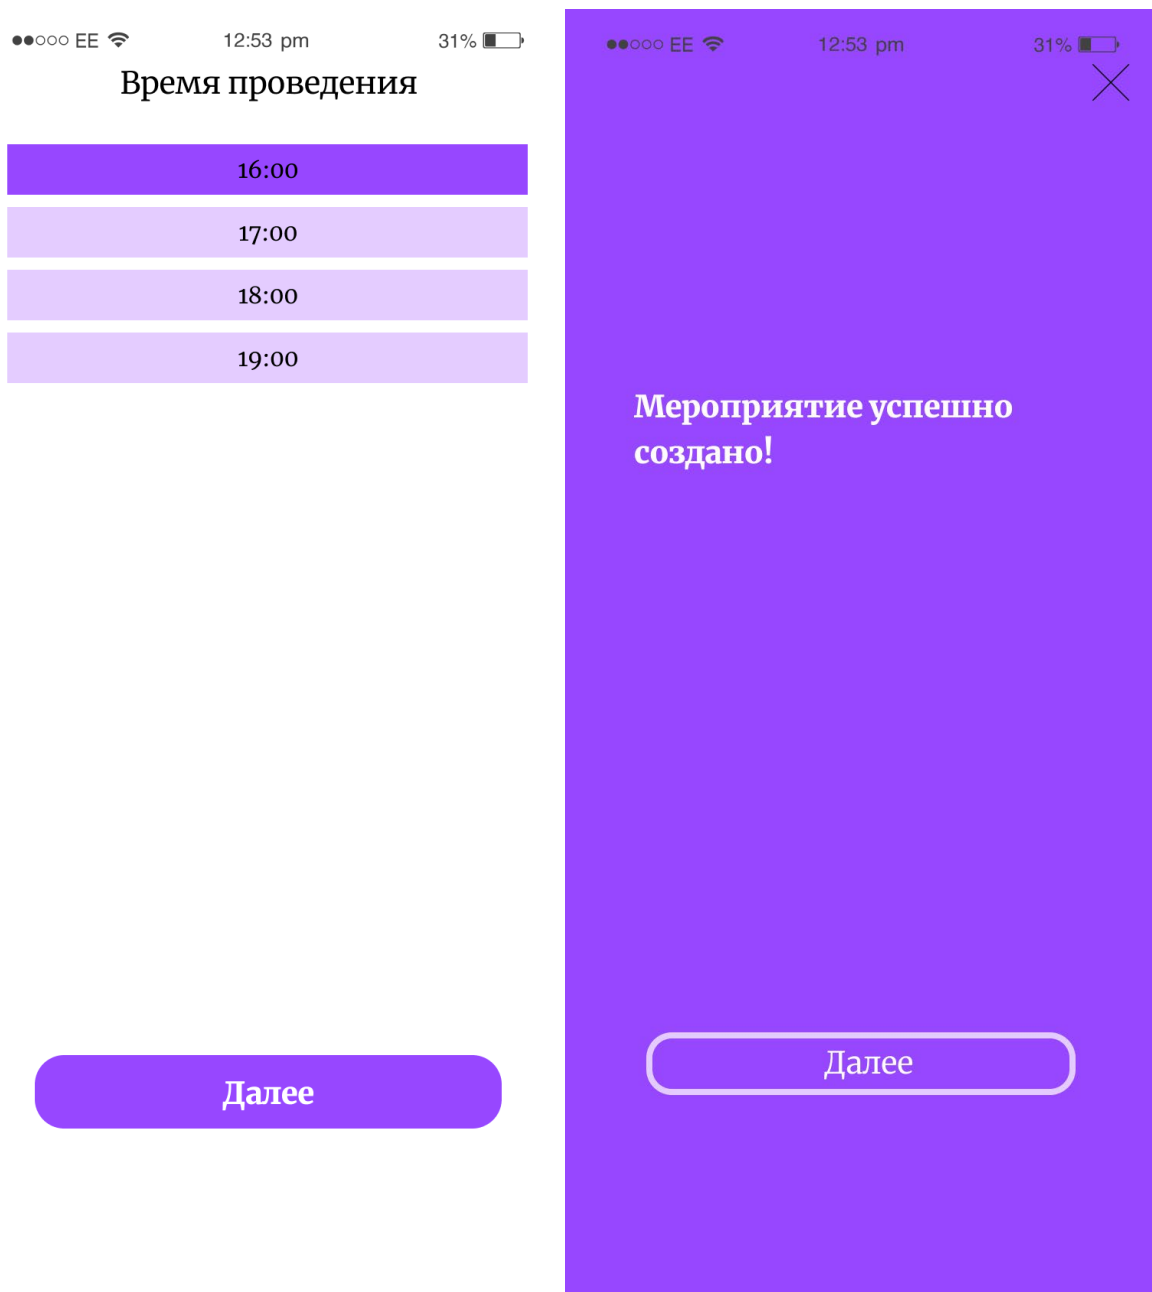 EE 12:53 pm 31%
Время проведения
16:00
17:00
18:00
19:00
Далее
EE 12:53 pm 31%
Мероприятие успешно
создано!
Далее